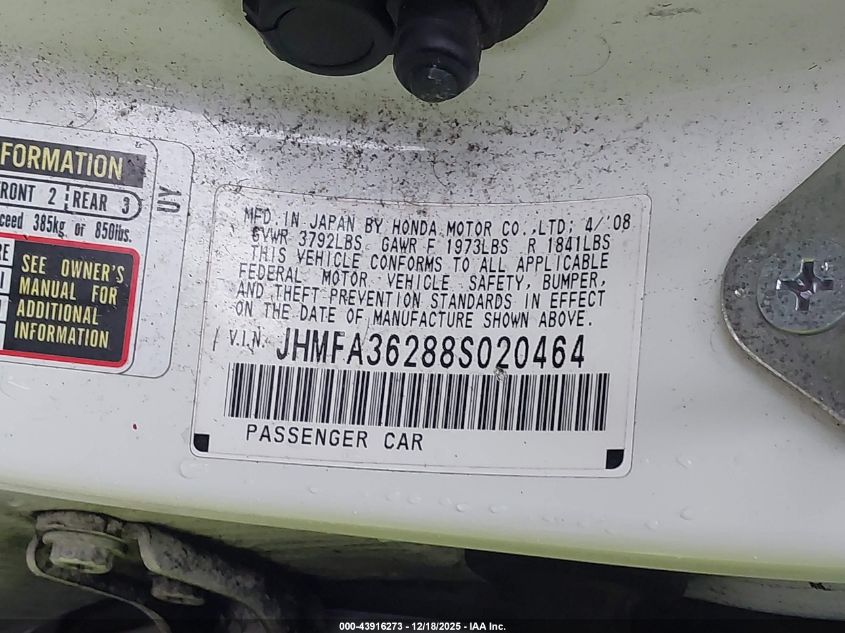 FORMATION
FRONT 2 REAR 3
385kg or 850lbs.
SEE OWNER'S
MANUAL FOR
ADDITIONAL
INFORMATION
UY
MFD. IN JAPAN BY HONDA MOTOR CO.,LTD; 4/'08
GVWR 3792LBS GAWR F 1973LBS R 1841LBS
THIS VEHICLE CONFORMS TO ALL APPLICABLE
FEDERAL MOTOR VEHICLE SAFETY, BUMPER,
AND THEFT PREVENTION STANDARDS IN EFFECT
ON THE DATE OF MANUFACTURE SHOWN ABOVE.
V.I.N. JHMFA36288S020464
PASSENGER CAR
000-43916273 - 12/18/2025 - IAA Inc.